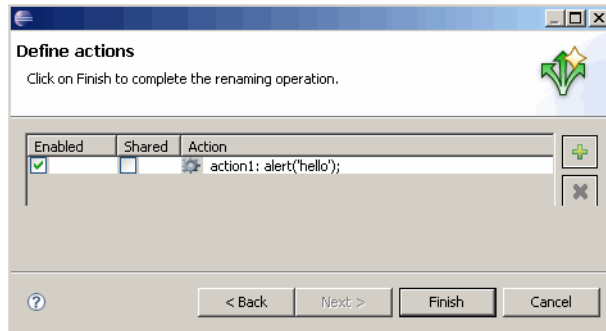 Define actions
Click on Finish to complete the renaming operation.
Enabled Shared Action
action1: alert('hello');
? < Back Next > Finish Cancel